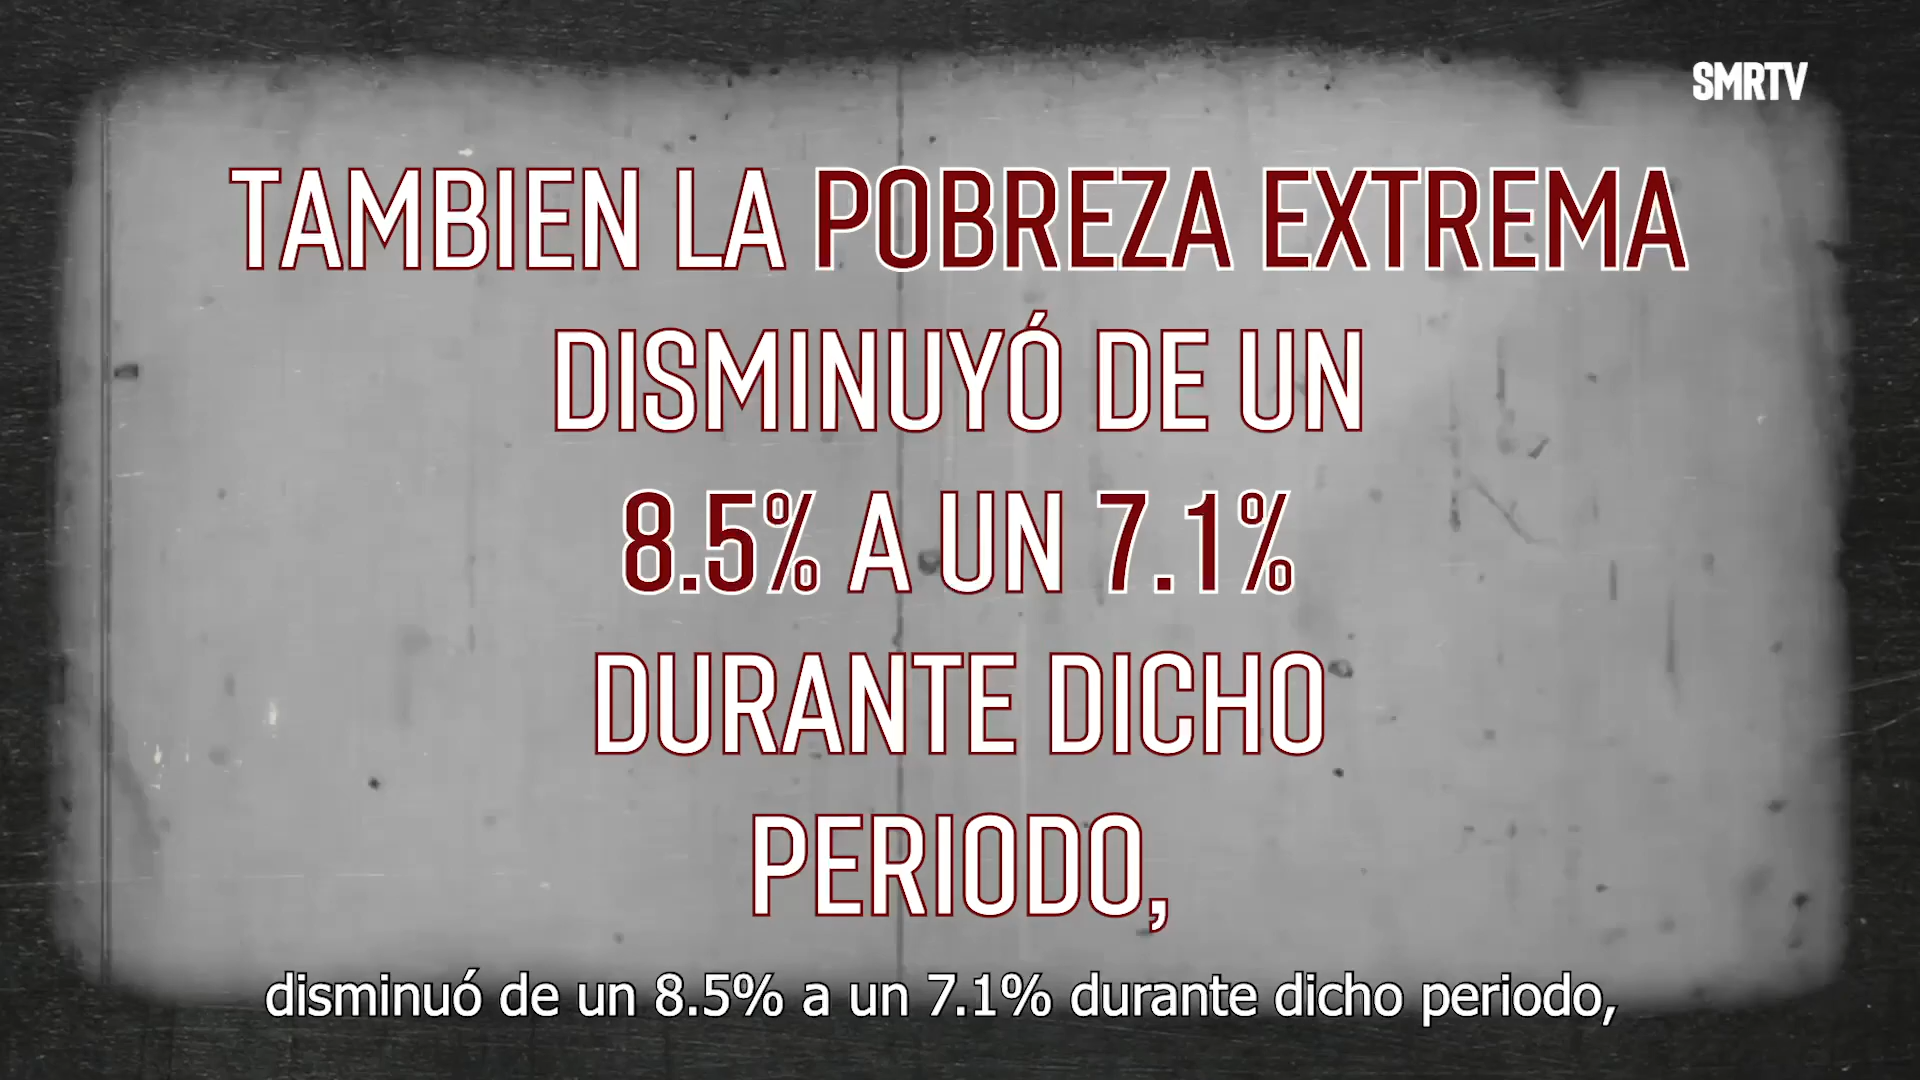 SMRTV
TAMBIEN LA POBREZA EXTREMA
DISMINUYÓ DE UN
8.5% A UN 7.1%
DURANTE DICHO
PERIODO,
disminuó de un 8.5% a un 7.1% durante dicho periodo,